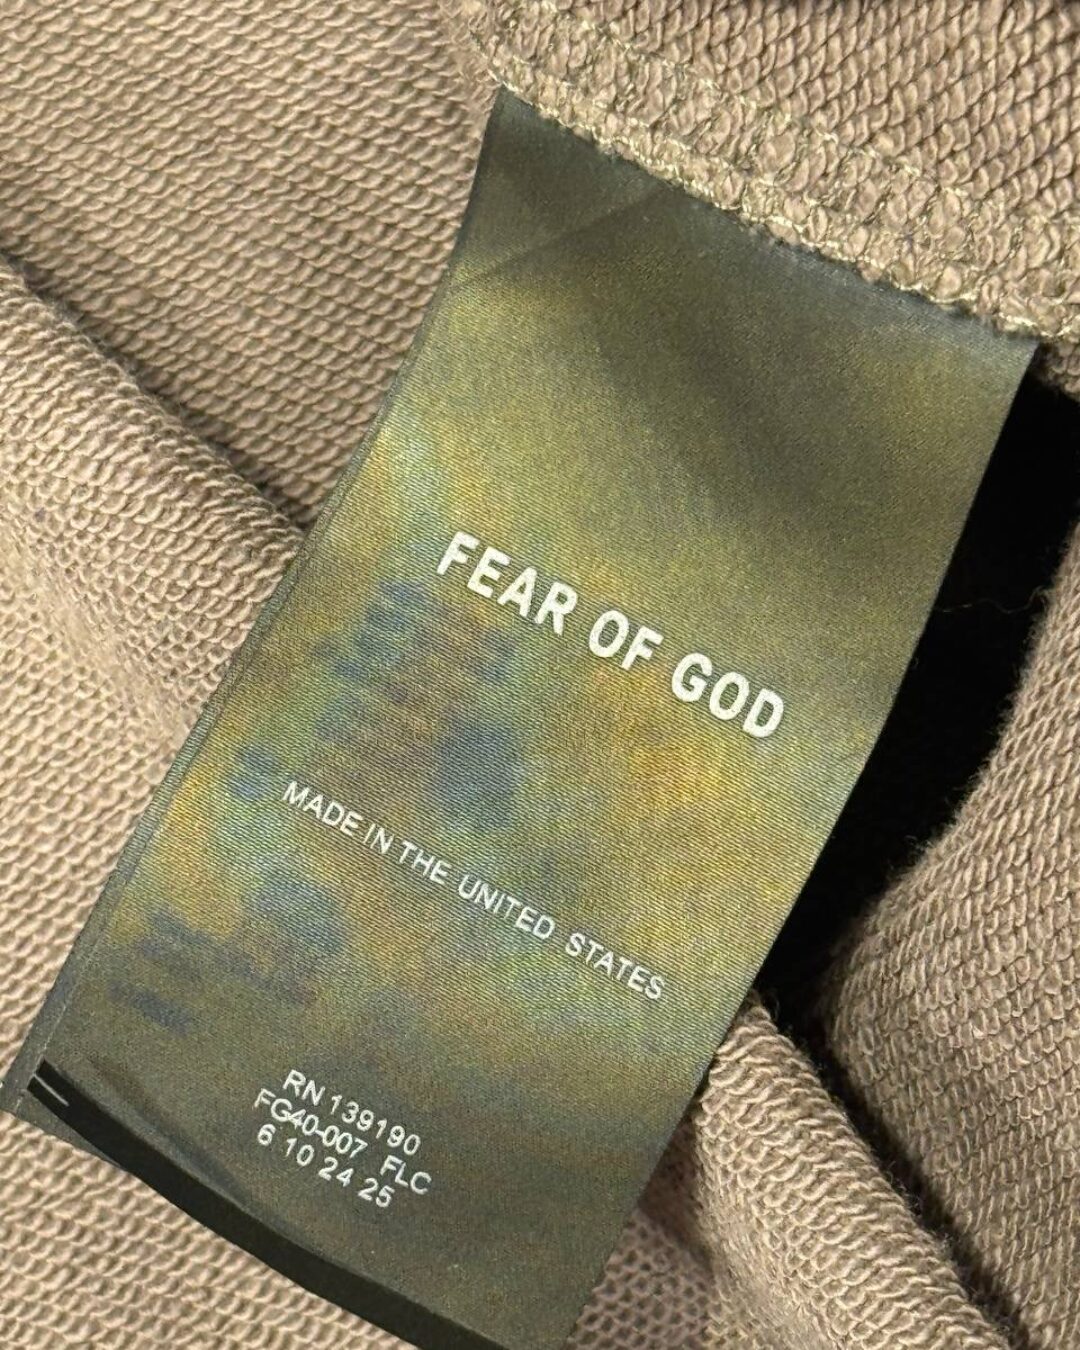 FEAR OF GOD
MADE IN THE UNITED STATES
RN 139190
FG40-007 FLC
6 10 24 25